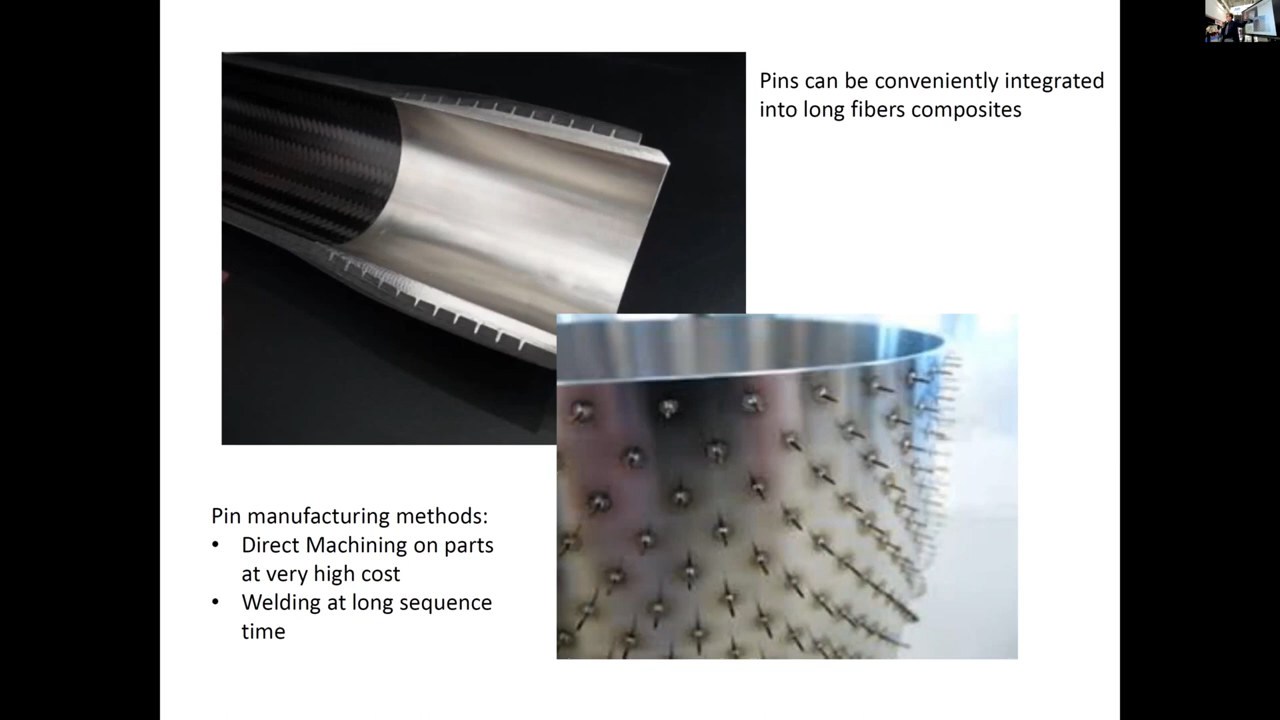 Pins can be conveniently integrated
into long fibers composites
Pin manufacturing methods:
• Direct Machining on parts
at very high cost
• Welding at long sequence
time